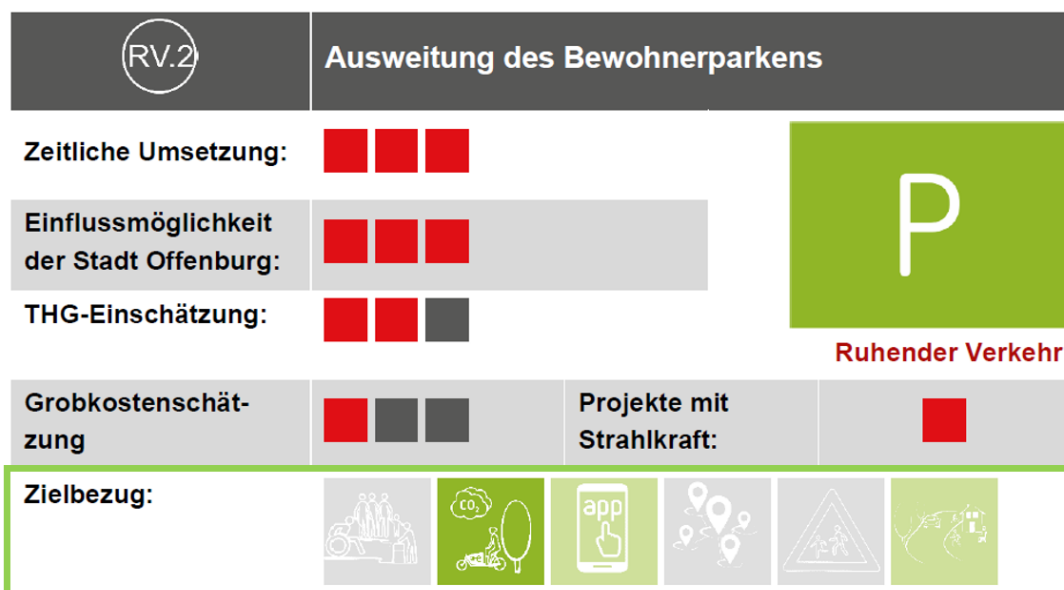 RV.2
Ausweitung des Bewohnerparkens
Zeitliche Umsetzung:
P
Einflussmöglichkeit
der Stadt Offenburg:
THG-Einschätzung:
Ruhender Verkehr
Grobkostenschät-
zung
Projekte mit
Strahlkraft:
Zielbezug:
CO₂
app